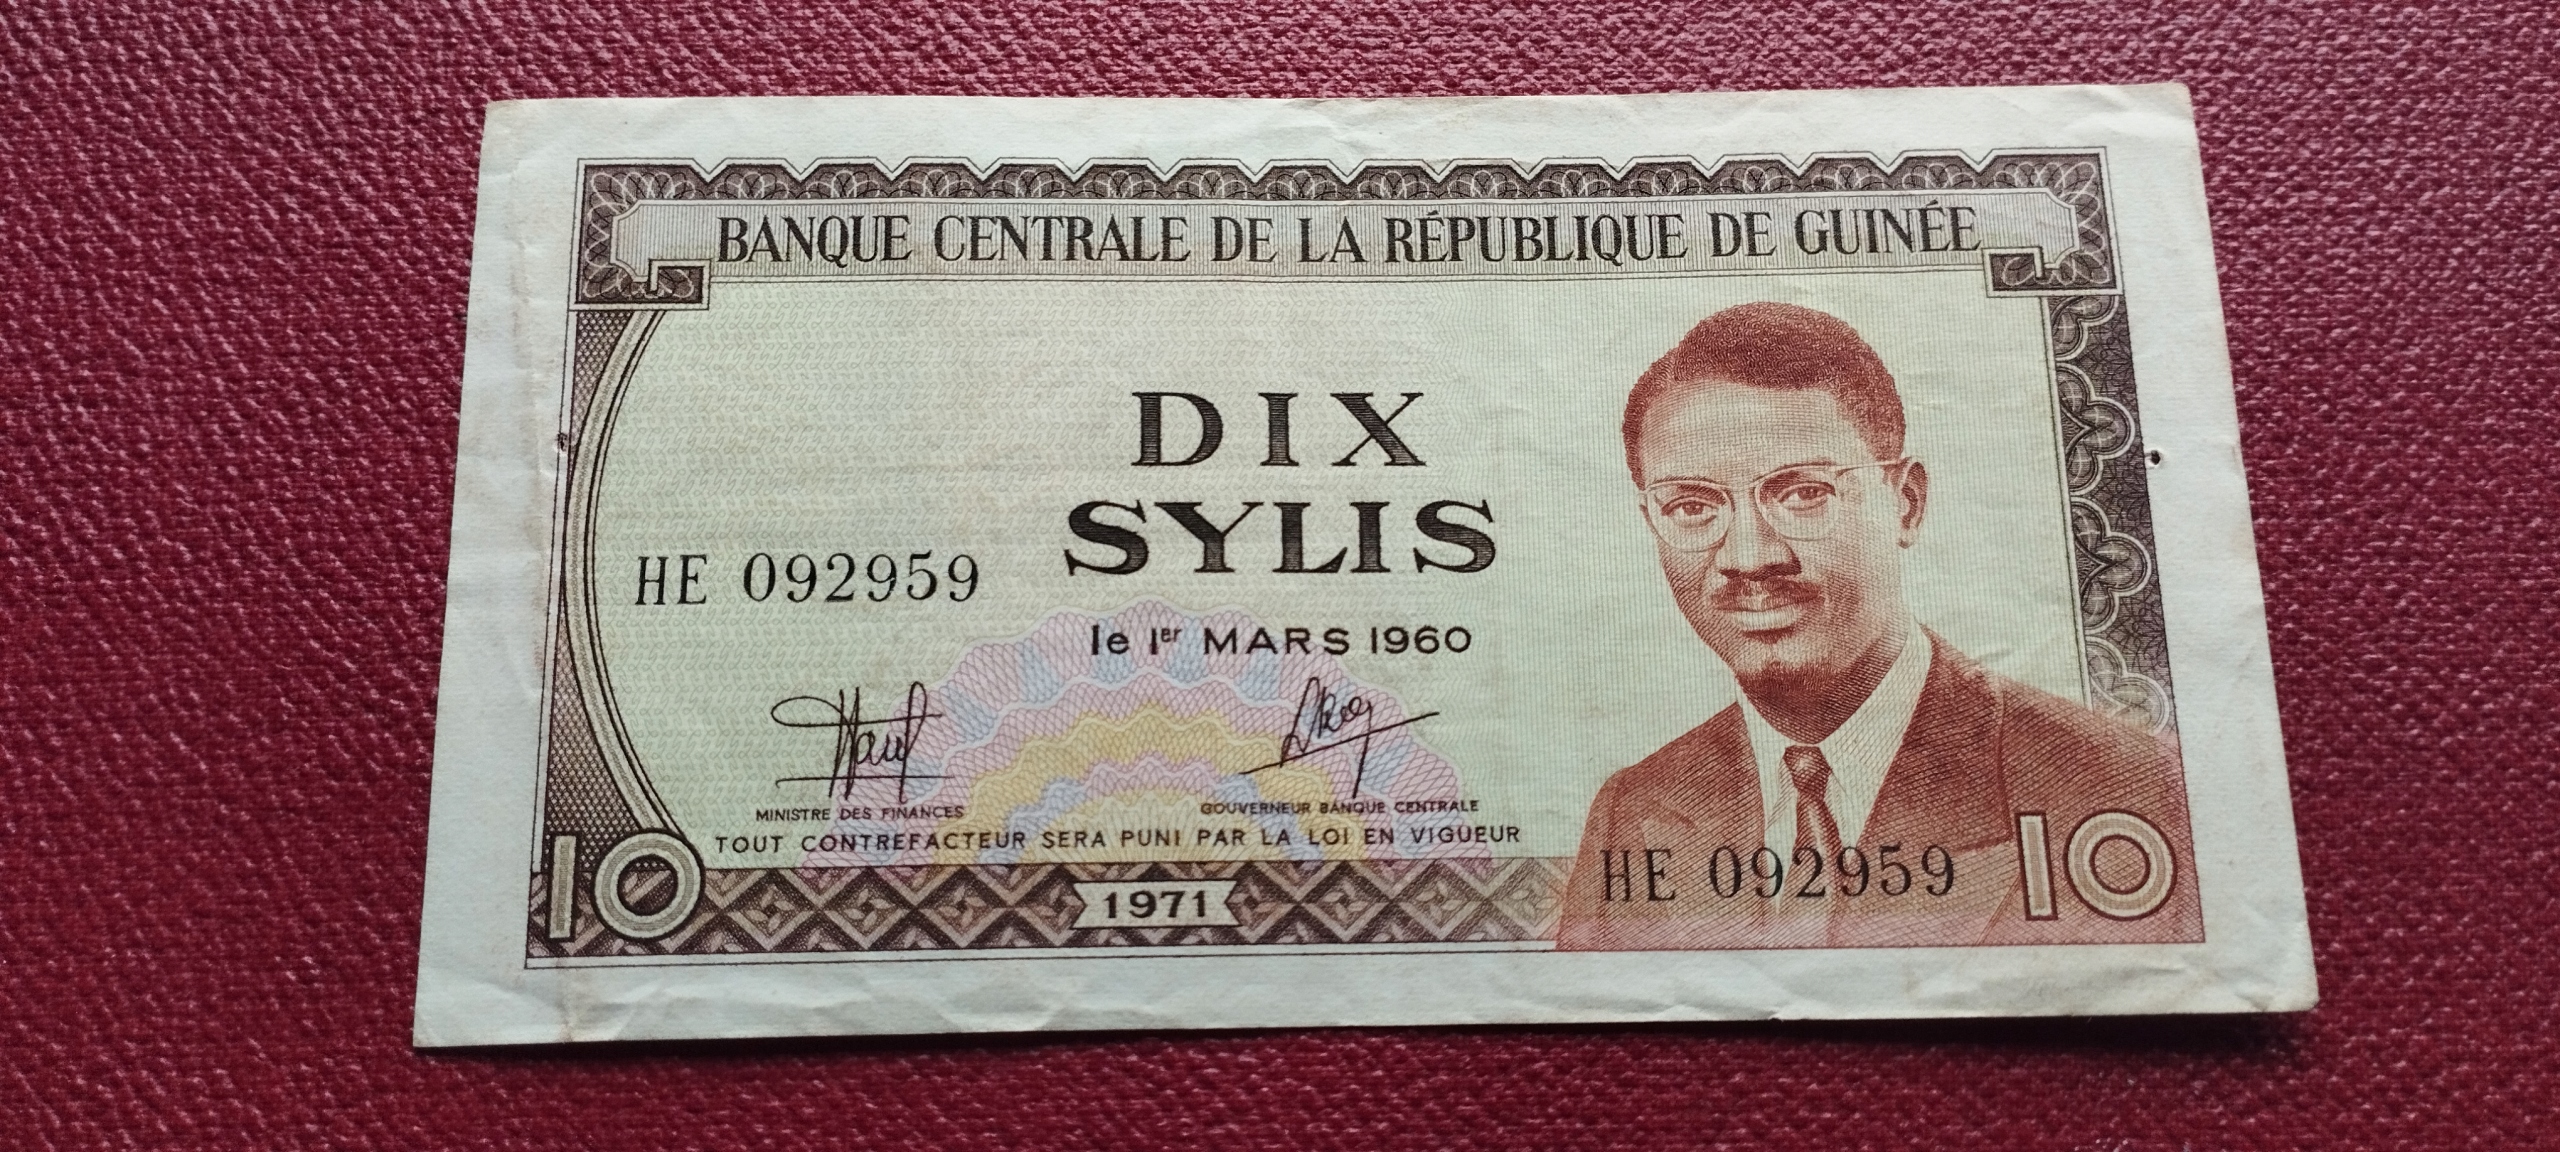 BANQUE CENTRALE DE LA RÉPUBLIQUE DE GUINÉE
DIX
SYLIS
HE 092959
le 1er MARS 1960
MINISTRE DES FINANCES
GOUVERNEUR BANQUE CENTRALE
TOUT CONTREFACTEUR SERA PUNI PAR LA LOI EN VIGUEUR
10
1971
HE 092959
10